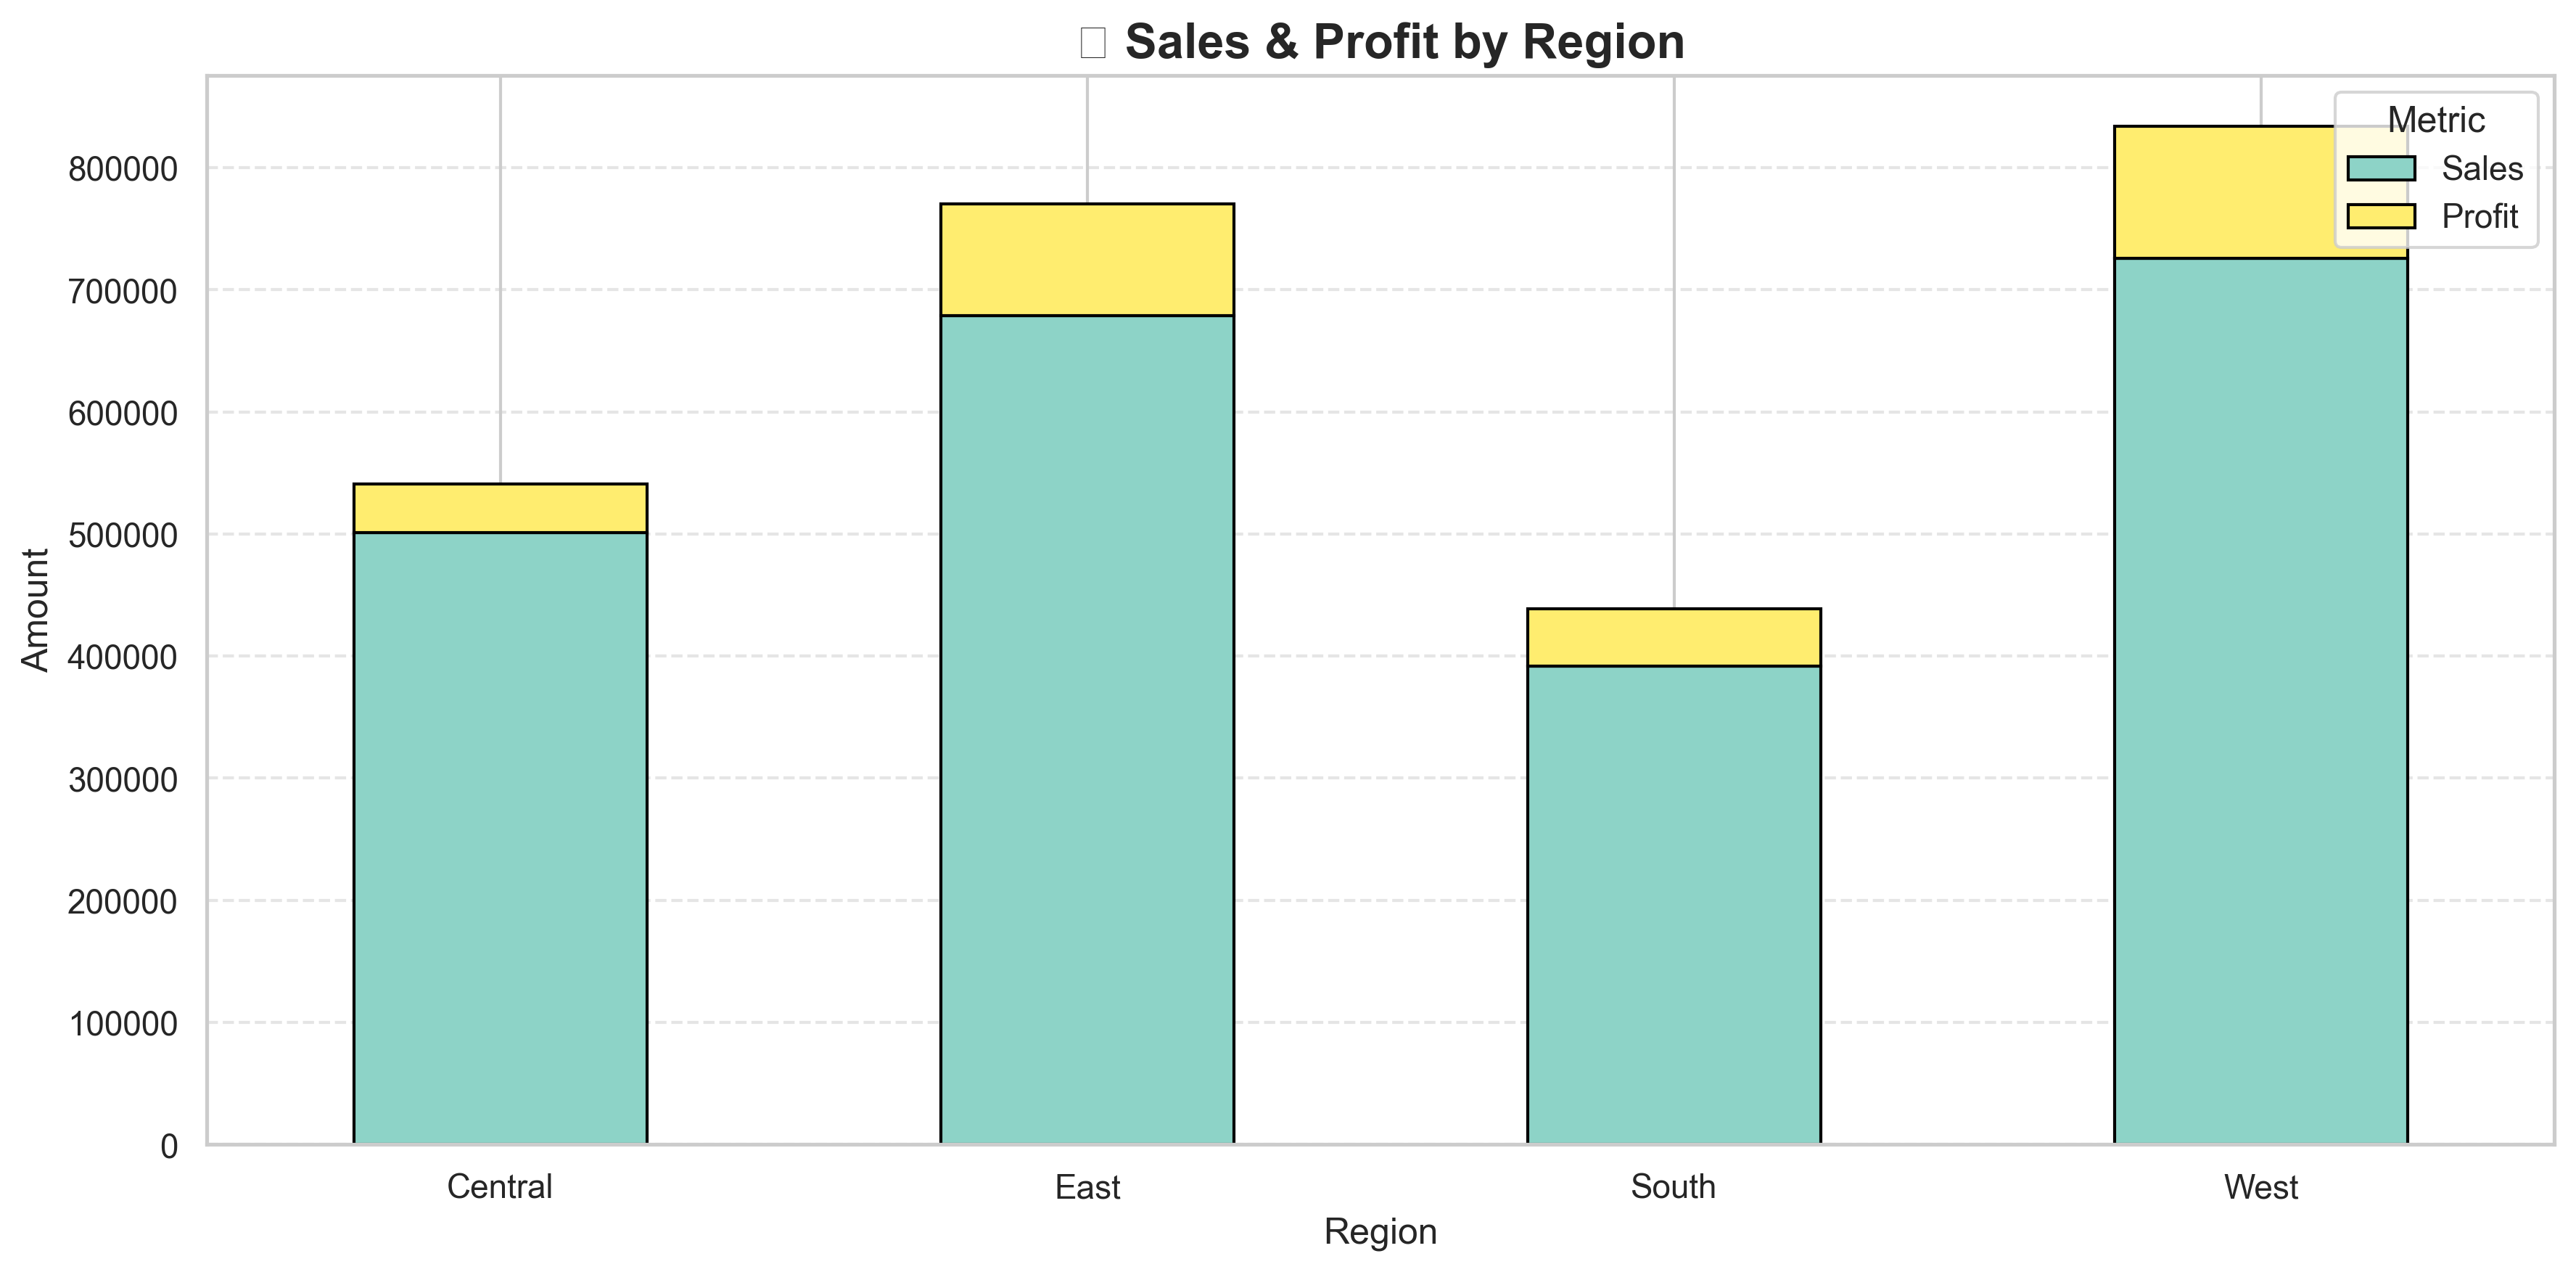 Sales & Profit by Region
Metric
Sales
Profit
800000
700000
600000
500000
400000
300000
200000
100000
0
Amount
Central
East
South
West
Region